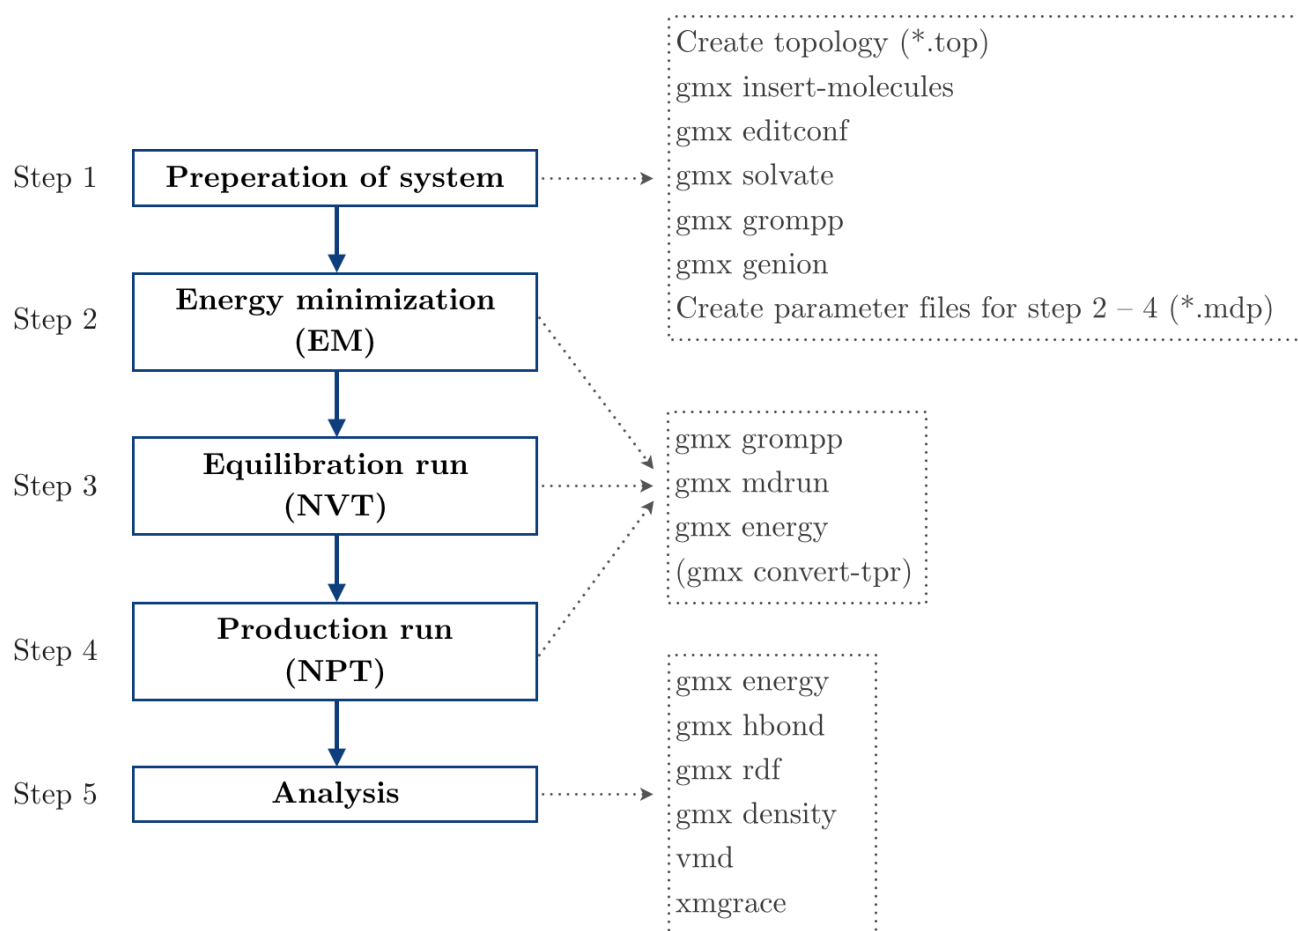 Create topology (*.top)
gmx insert-molecules
gmx editconf
gmx solvate
gmx grompp
gmx genion
Create parameter files for step 2 – 4 (*.mdp)
Step 1
Preperation of system
Step 2
Energy minimization
(EM)
Step 3
Equilibration run
(NVT)
gmx grompp
gmx mdrun
gmx energy
(gmx convert-tpr)
Step 4
Production run
(NPT)
Step 5
Analysis
gmx energy
gmx hbond
gmx rdf
gmx density
vmd
xmgrace